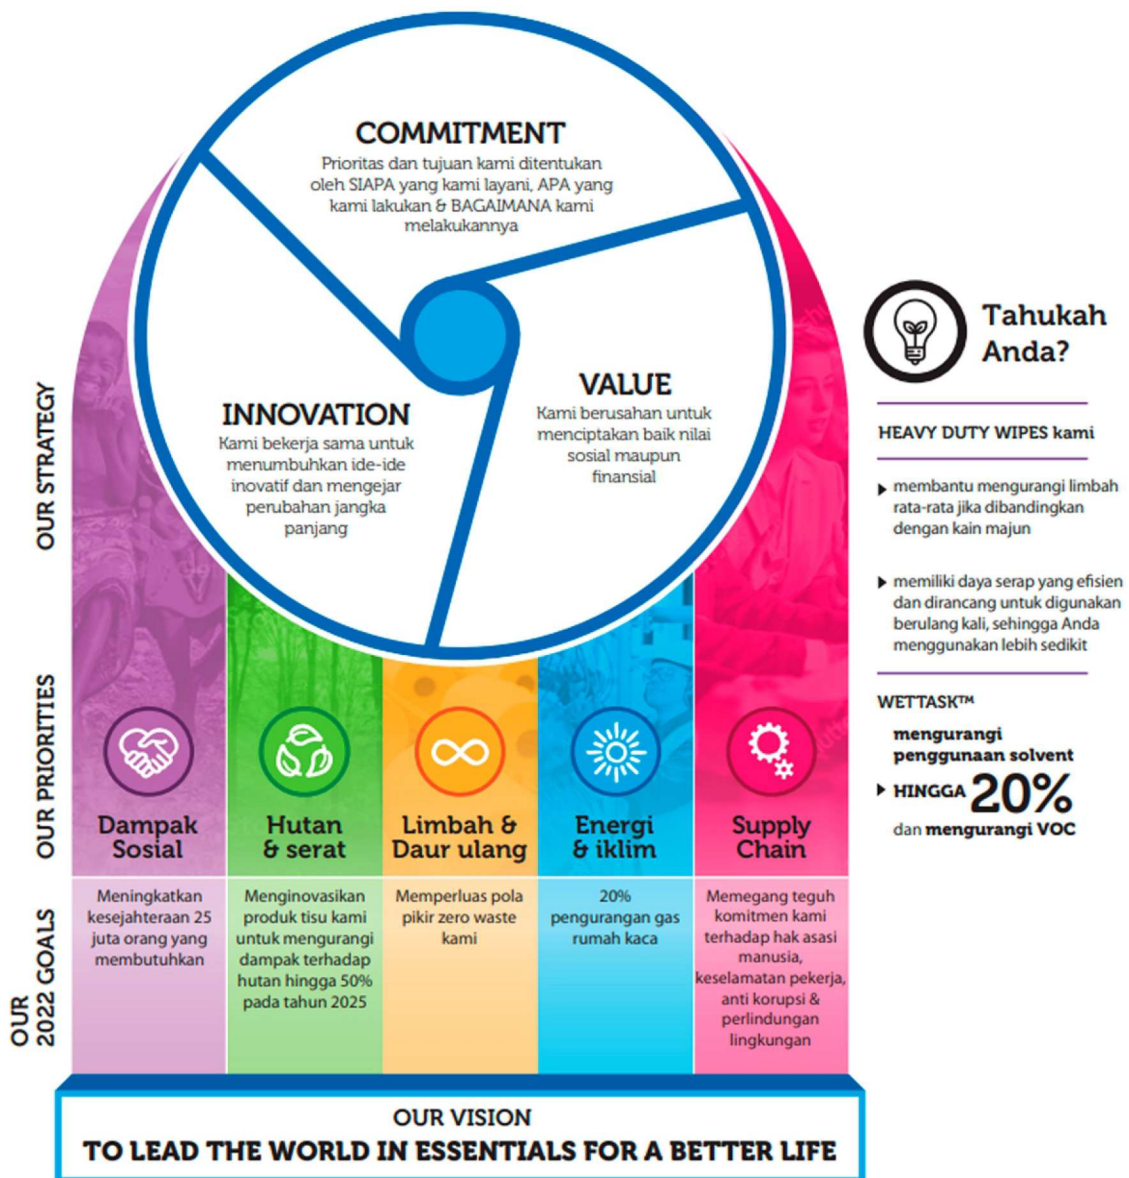 COMMITMENT
Prioritas dan tujuan kami ditentukan
oleh SIAPA yang kami layani, APA yang
kami lakukan & BAGAIMANA kami
melakukannya
INNOVATION
Kami bekerja sama untuk
menumbuhkan ide-ide
inovatif dan mengejar
perubahan jangka
panjang
VALUE
Kami berusahan untuk
menciptakan baik nilai
sosial maupun
finansial
OUR STRATEGY
OUR PRIORITIES
Dampak
Sosial
Hutan
& serat
Limbah &
Daur ulang
Energi
& iklim
Supply
Chain
OUR
2022 GOALS
Meningkatkan
kesejahteraan 25
juta orang yang
membutuhkan
Menginovasikan
produk tisu kami
untuk mengurangi
dampak terhadap
hutan hingga 50%
pada tahun 2025
Memperluas pola
pikir zero waste
kami
20%
pengurangan gas
rumah kaca
Memegang teguh
komitmen kami
terhadap hak asasi
manusia,
keselamatan pekerja,
anti korupsi &
perlindungan
lingkungan
OUR VISION
TO LEAD THE WORLD IN ESSENTIALS FOR A BETTER LIFE
Tahukah
Anda?
HEAVY DUTY WIPES kami
membantu mengurangi limbah
rata-rata jika dibandingkan
dengan kain majun
memiliki daya serap yang efisien
dan dirancang untuk digunakan
berulang kali, sehingga Anda
menggunakan lebih sedikit
WETTASK™
mengurangi
penggunaan solvent
HINGGA 20%
dan mengurangi VOC